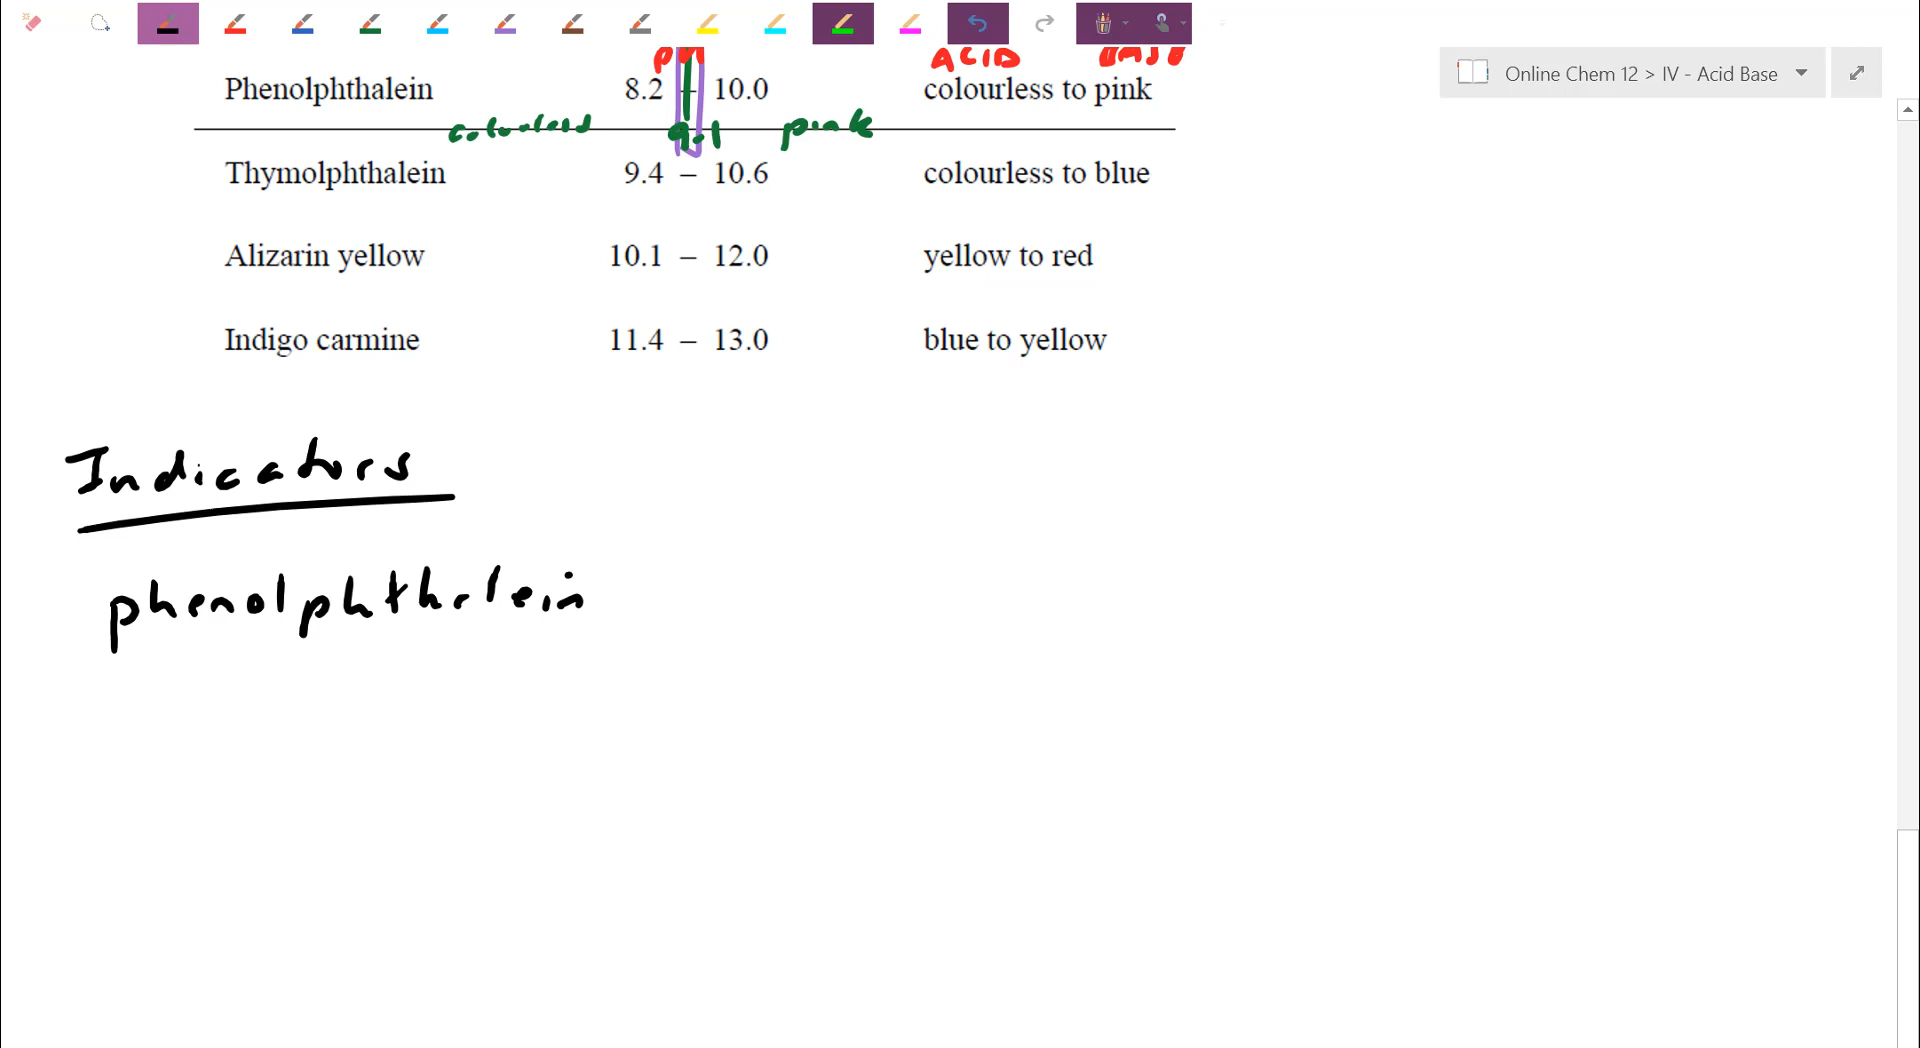 pH ACID BASE
Online Chem 12 > IV - Acid Base
Phenolphthalein 8.2 – 10.0 colourless to pink
colourless 9.1 pink
Thymolphthalein 9.4 – 10.6 colourless to blue
Alizarin yellow 10.1 – 12.0 yellow to red
Indigo carmine 11.4 – 13.0 blue to yellow
Indicators
phenolphthalein